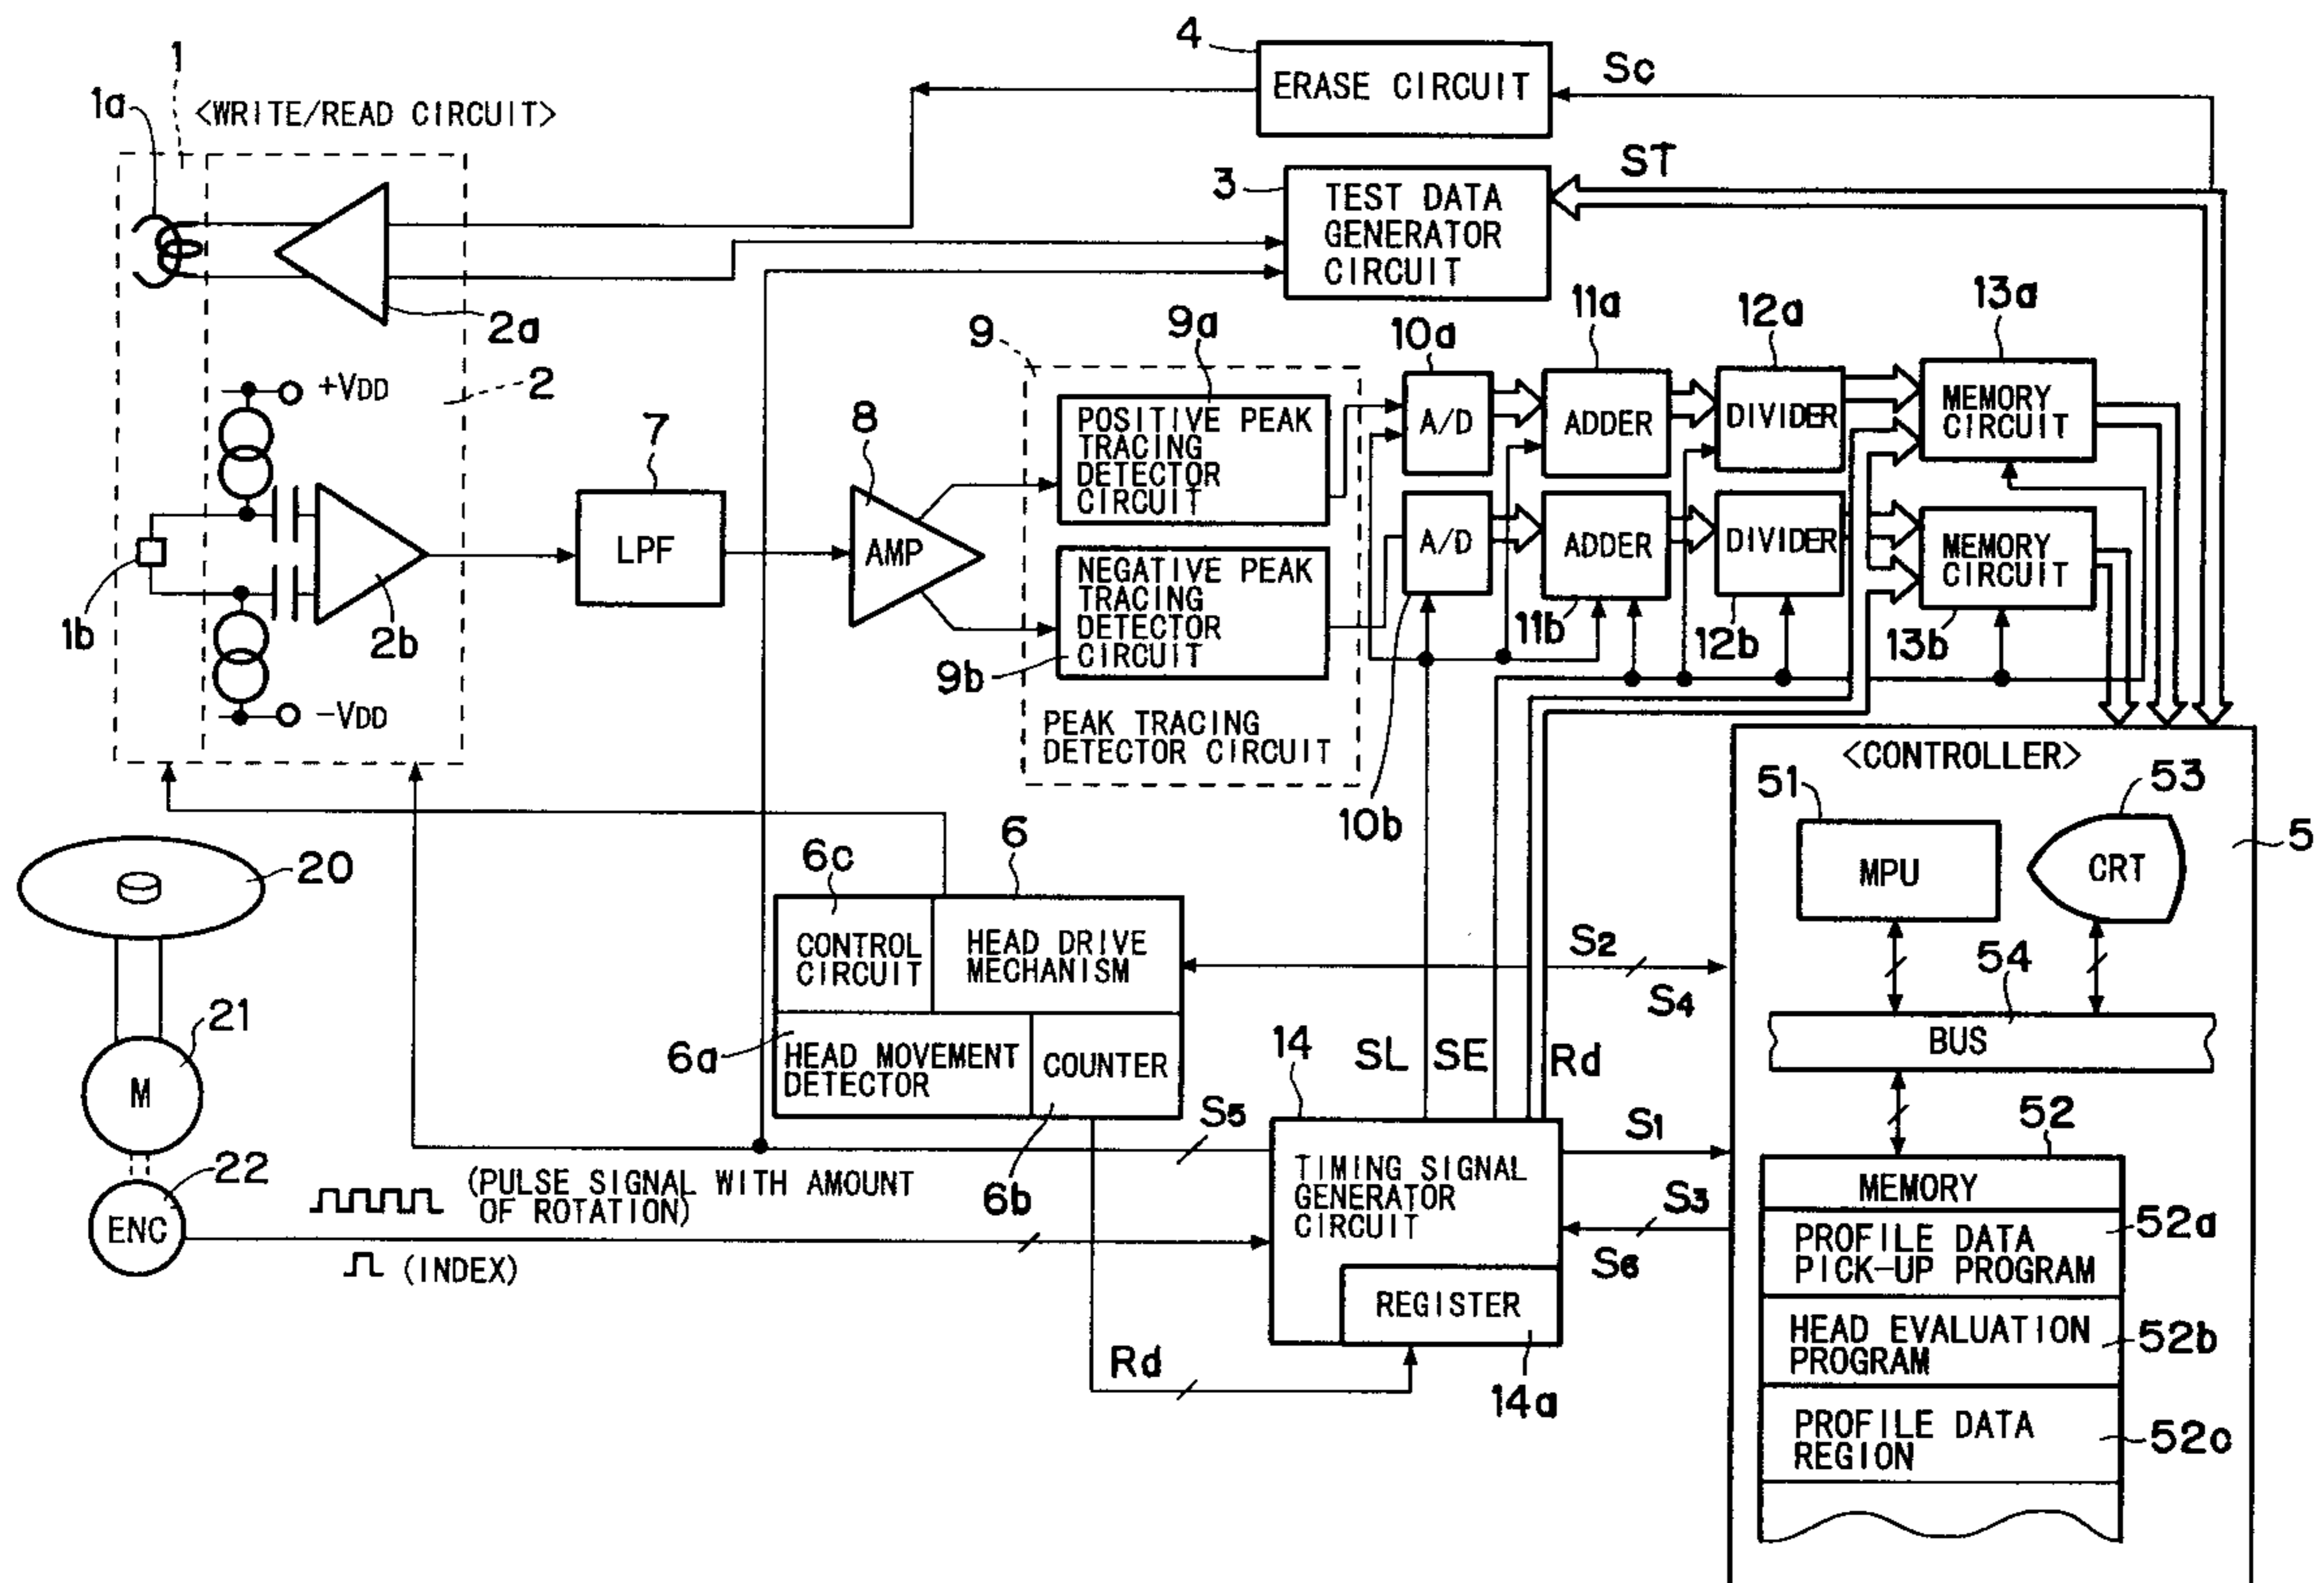 4
ERASE CIRCUIT
Sc
1
1a
<WRITE/READ CIRCUIT>
ST
3
TEST DATA
GENERATOR
CIRCUIT
2a
2
+VDD
1b
2b
-VDD
7
LPF
8
AMP
9
9a
POSITIVE PEAK
TRACING
DETECTOR
CIRCUIT
NEGATIVE PEAK
TRACING
DETECTOR
CIRCUIT
9b
PEAK TRACING
DETECTOR CIRCUIT
10a
A/D
A/D
10b
11a
ADDER
ADDER
11b
12a
DIVIDER
DIVIDER
12b
13a
MEMORY
CIRCUIT
MEMORY
CIRCUIT
13b
20
21
M
22
ENC
(PULSE SIGNAL WITH AMOUNT
OF ROTATION)
(INDEX)
6c
6
CONTROL
CIRCUIT
HEAD DRIVE
MECHANISM
6a
HEAD MOVEMENT
DETECTOR
COUNTER
6b
S5
S2
S4
SL
SE
Rd
14
TIMING SIGNAL
GENERATOR
CIRCUIT
REGISTER
14a
Rd
S1
S3
S6
<CONTROLLER>
5
51
MPU
53
CRT
54
BUS
52
MEMORY
PROFILE DATA
PICK-UP PROGRAM
52a
HEAD EVALUATION
PROGRAM
52b
PROFILE DATA
REGION
52c